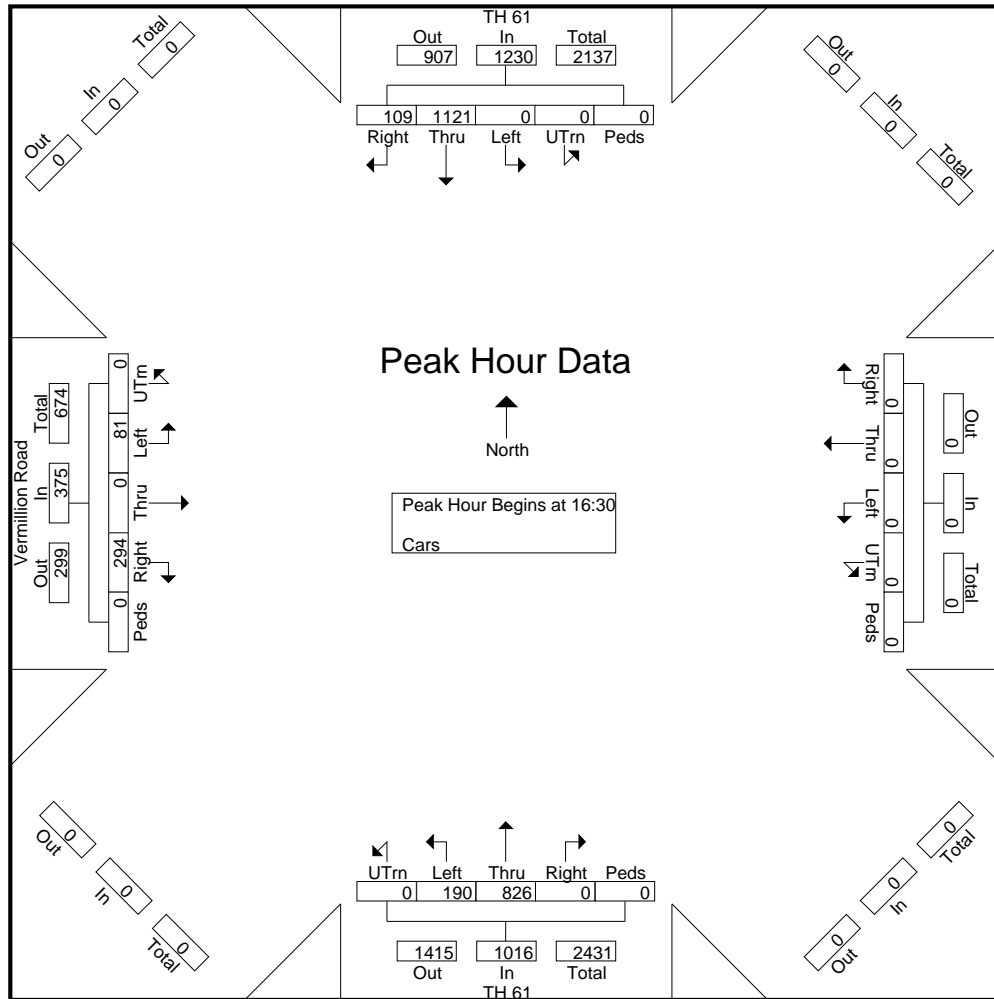 TH 61
Out In Total
907 1230 2137
109 1121 0 0 0
Right Thru Left UTrn Peds
Total
0
In
0
Out
0
Out
0
In
0
Total
0
Vermillion Road
Total In Out
674 375 299
0 81 0 294 0
UTrn Left Thru Right Peds
Peak Hour Data
North
Peak Hour Begins at 16:30
Cars
Right Thru Left UTrn Peds
0 0 0 0 0
Out In Total
0 0 0
0
Out
0
In
0
Total
0
Total
0
In
0
Out
UTrn Left Thru Right Peds
0 190 826 0 0
1415 1016 2431
Out In Total
TH 61